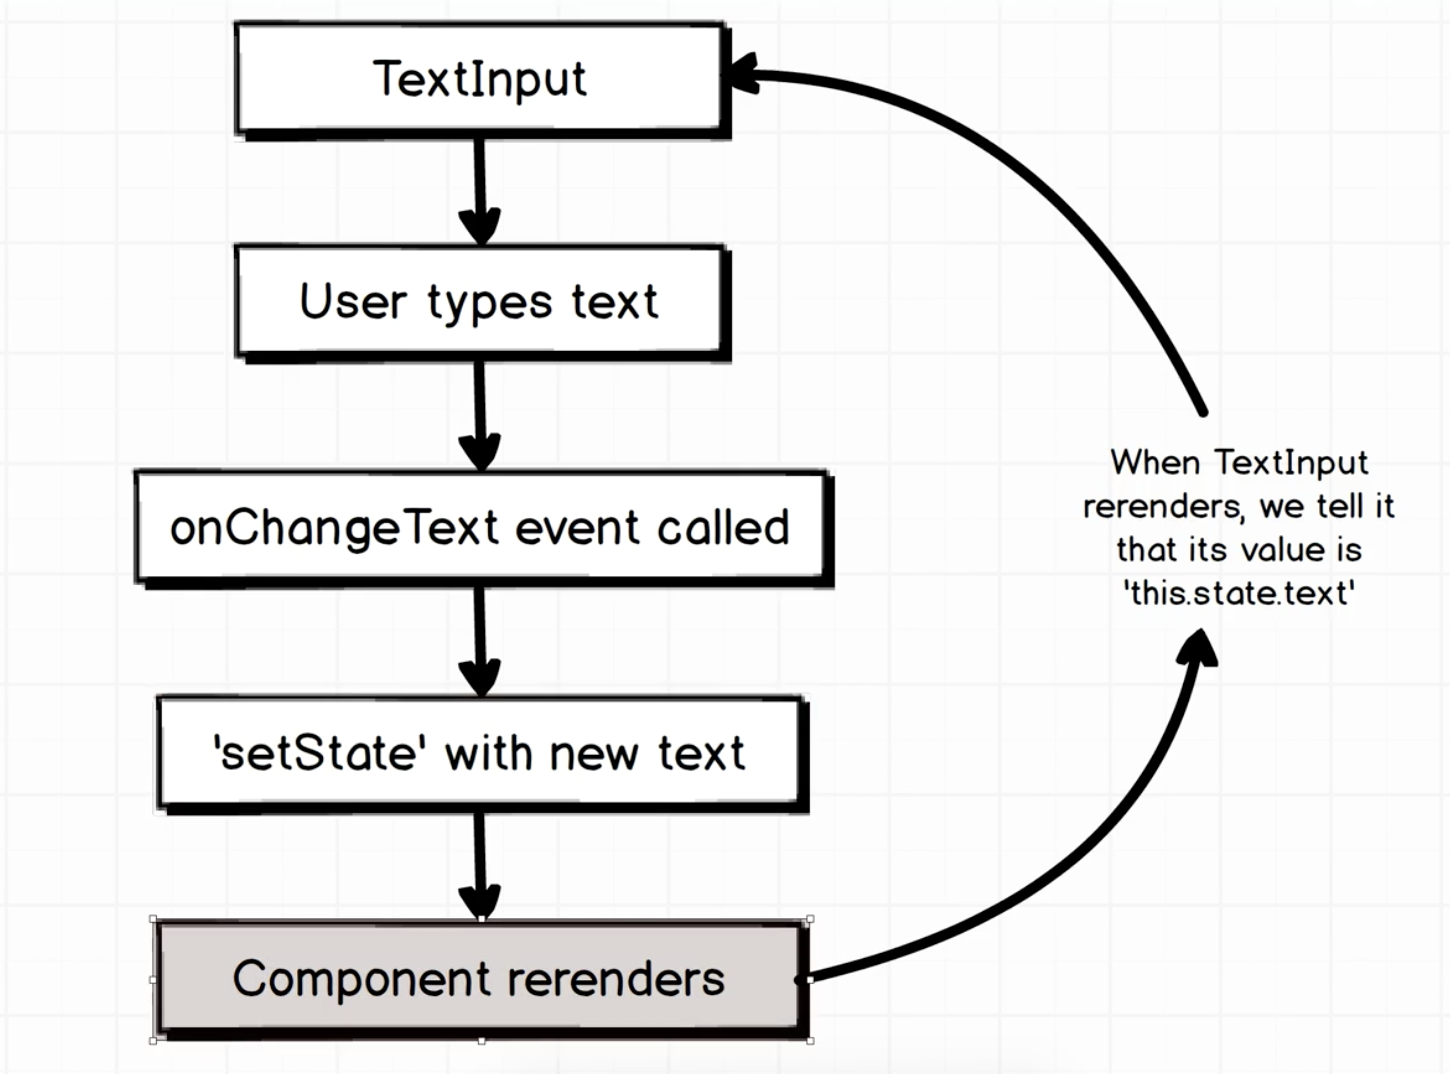 TextInput
User types text
onChangeText event called
'setState' with new text
Component rerenders
When TextInput
rerenders, we tell it
that its value is
'this.state.text'